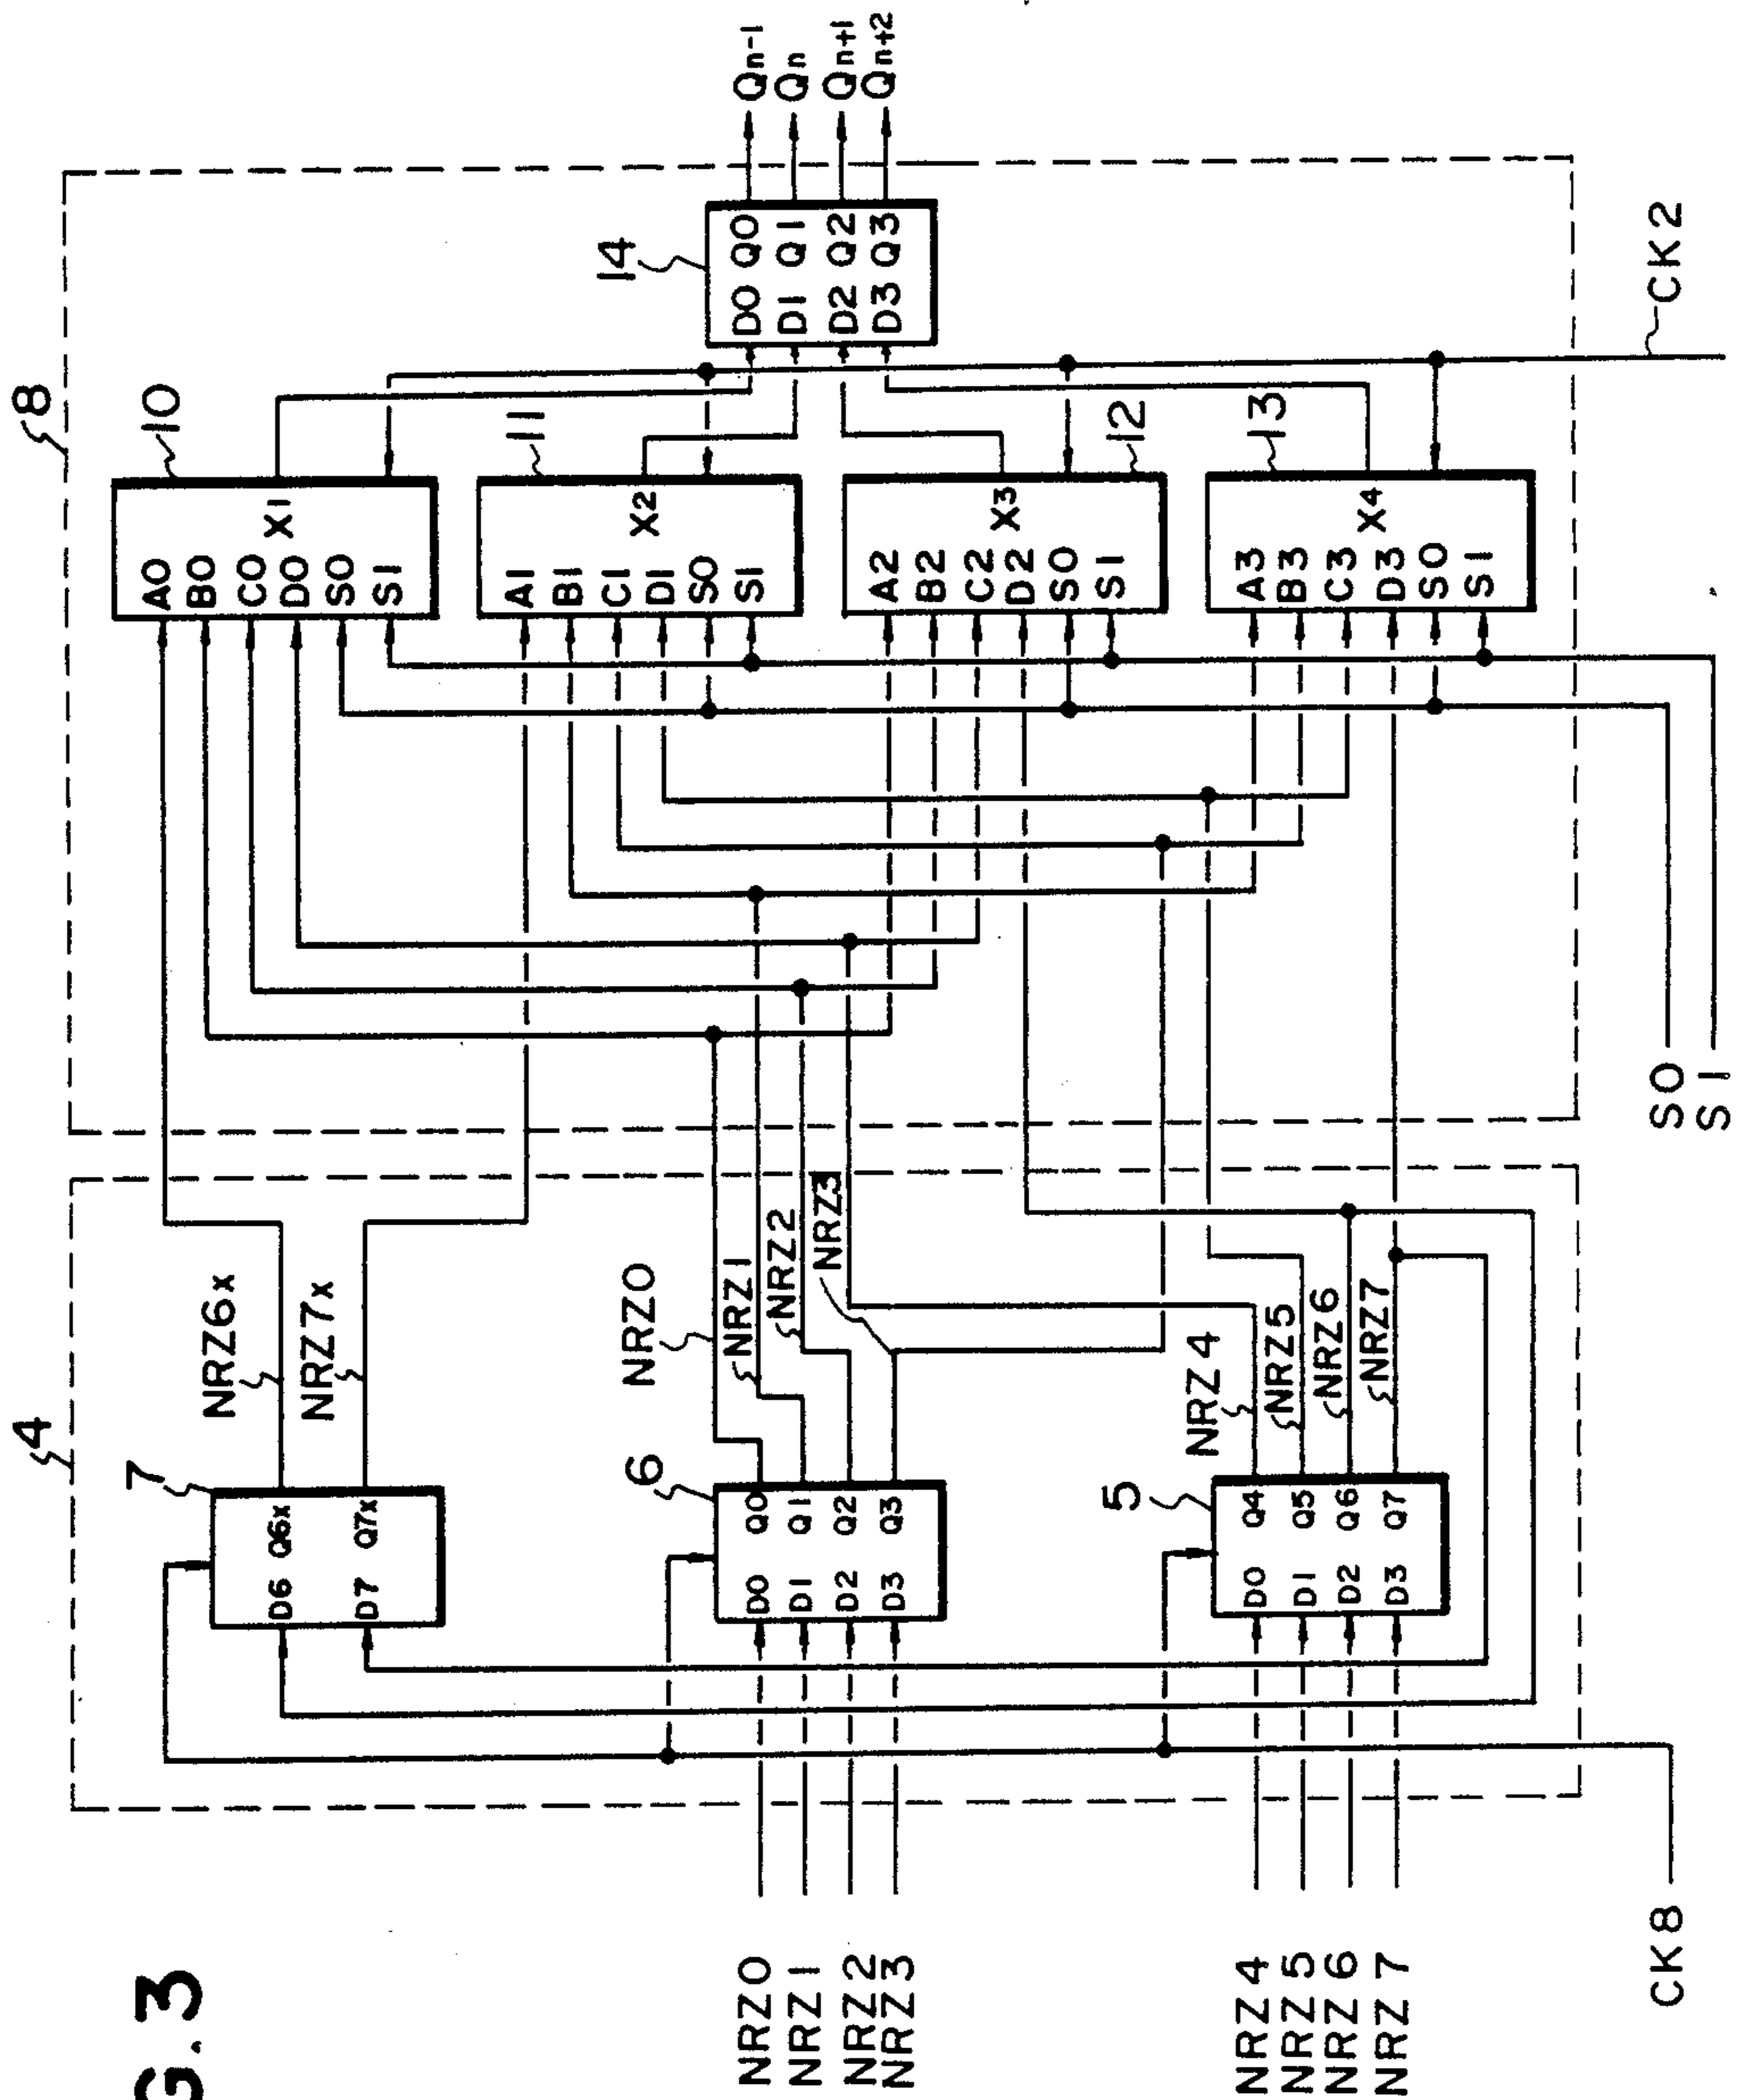 G.3
4
8
7
D6 Q6x
D7 Q7x
NRZ6x
NRZ7x
6
D0 Q0
D1 Q1
D2 Q2
D3 Q3
NRZ0
NRZ1
NRZ2
NRZ3
5
D0 Q4
D1 Q5
D2 Q6
D3 Q7
NRZ4
NRZ5
NRZ6
NRZ7
NRZ0
NRZ1
NRZ2
NRZ3
NRZ4
NRZ5
NRZ6
NRZ7
CK8
10
A0
B0
C0
D0
S0
S1
X1
11
A1
B1
C1
D1
S0
S1
X2
12
A2
B2
C2
D2
S0
S1
X3
13
A3
B3
C3
D3
S0
S1
X4
14
D0 Q0
D1 Q1
D2 Q2
D3 Q3
Qn-1
Qn
Qn+1
Qn+2
S0
S1
CK2